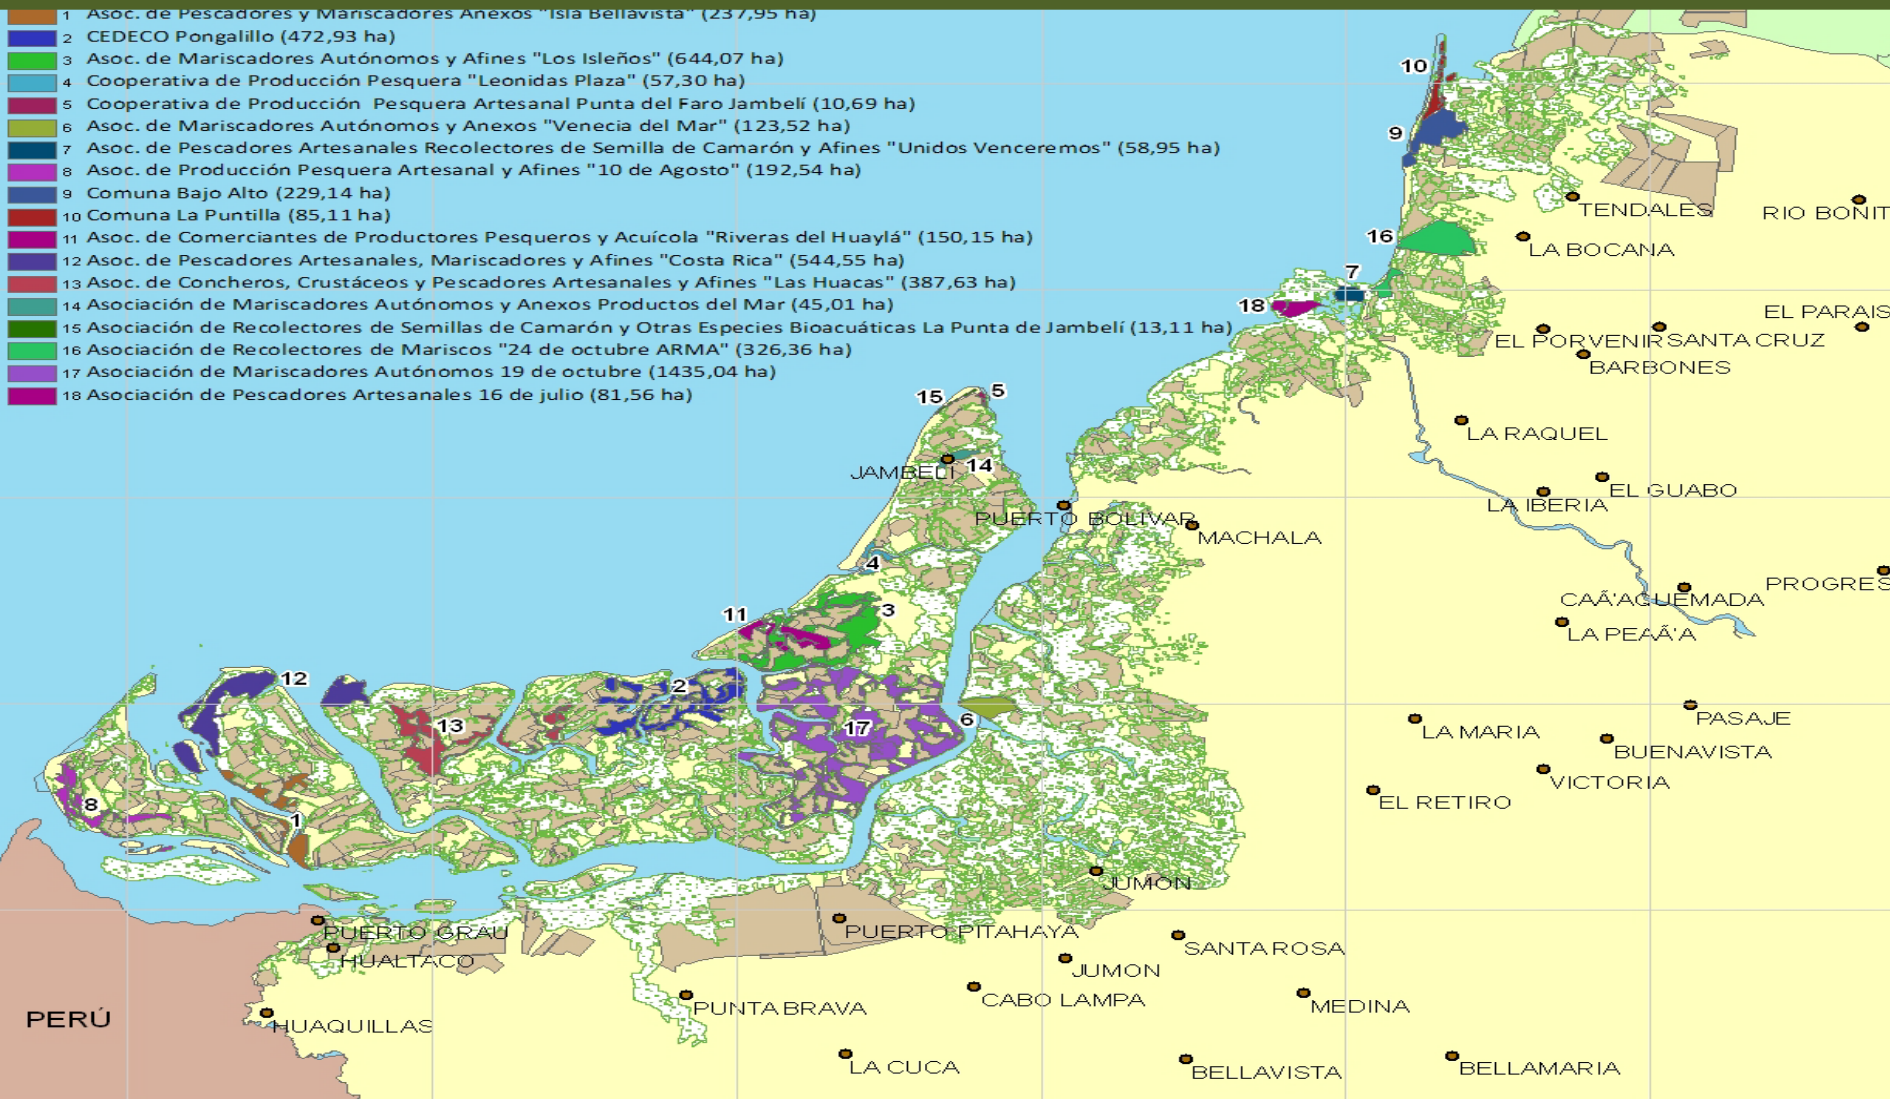 1 Asoc. de Pescadores y Mariscadores Anexos "Isla Bellavista" (237,95 ha)
2 CEDECO Pongalillo (472,93 ha)
3 Asoc. de Mariscadores Autónomos y Afines "Los Isleños" (644,07 ha)
4 Cooperativa de Producción Pesquera "Leonidas Plaza" (57,30 ha)
5 Cooperativa de Producción Pesquera Artesanal Punta del Faro Jambelí (10,69 ha)
6 Asoc. de Mariscadores Autónomos y Anexos "Venecia del Mar" (123,52 ha)
7 Asoc. de Pescadores Artesanales Recolectores de Semilla de Camarón y Afines "Unidos Venceremos" (58,95 ha)
8 Asoc. de Producción Pesquera Artesanal y Afines "10 de Agosto" (192,54 ha)
9 Comuna Bajo Alto (229,14 ha)
10 Comuna La Puntilla (85,11 ha)
11 Asoc. de Comerciantes de Productores Pesqueros y Acuícola "Riveras del Huaylá" (150,15 ha)
12 Asoc. de Pescadores Artesanales, Mariscadores y Afines "Costa Rica" (544,55 ha)
13 Asoc. de Concheros, Crustáceos y Pescadores Artesanales y Afines "Las Huacas" (387,63 ha)
14 Asociación de Mariscadores Autónomos y Anexos Productos del Mar (45,01 ha)
15 Asociación de Recolectores de Semillas de Camarón y Otras Especies Bioacuáticas La Punta de Jambelí (13,11 ha)
16 Asociación de Recolectores de Mariscos "24 de octubre ARMA" (326,36 ha)
17 Asociación de Mariscadores Autónomos 19 de octubre (1435,04 ha)
18 Asociación de Pescadores Artesanales 16 de julio (81,56 ha)
10
9
TENDALES
RIO BONIT
16
LA BOCANA
7
18
EL PARAIS
EL PORVENIR
SANTA CRUZ
BARBONES
15
5
LA RAQUEL
JAMBELI
14
EL GUABO
LA IBERIA
PUERTO BOLIVAR
MACHALA
4
PROGRES
CAÃ'AQUEMADA
11
3
LA PEAÃ'A
12
2
13
17
6
PASAJE
LA MARIA
BUENAVISTA
VICTORIA
8
EL RETIRO
1
JUMON
PUERTO GRAU
PUERTO PITAHAYA
HUALTACO
SANTA ROSA
JUMON
CABO LAMPA
PUNTA BRAVA
MEDINA
PERÚ
HUAQUILLAS
LA CUCA
BELLAVISTA
BELLAMARIA